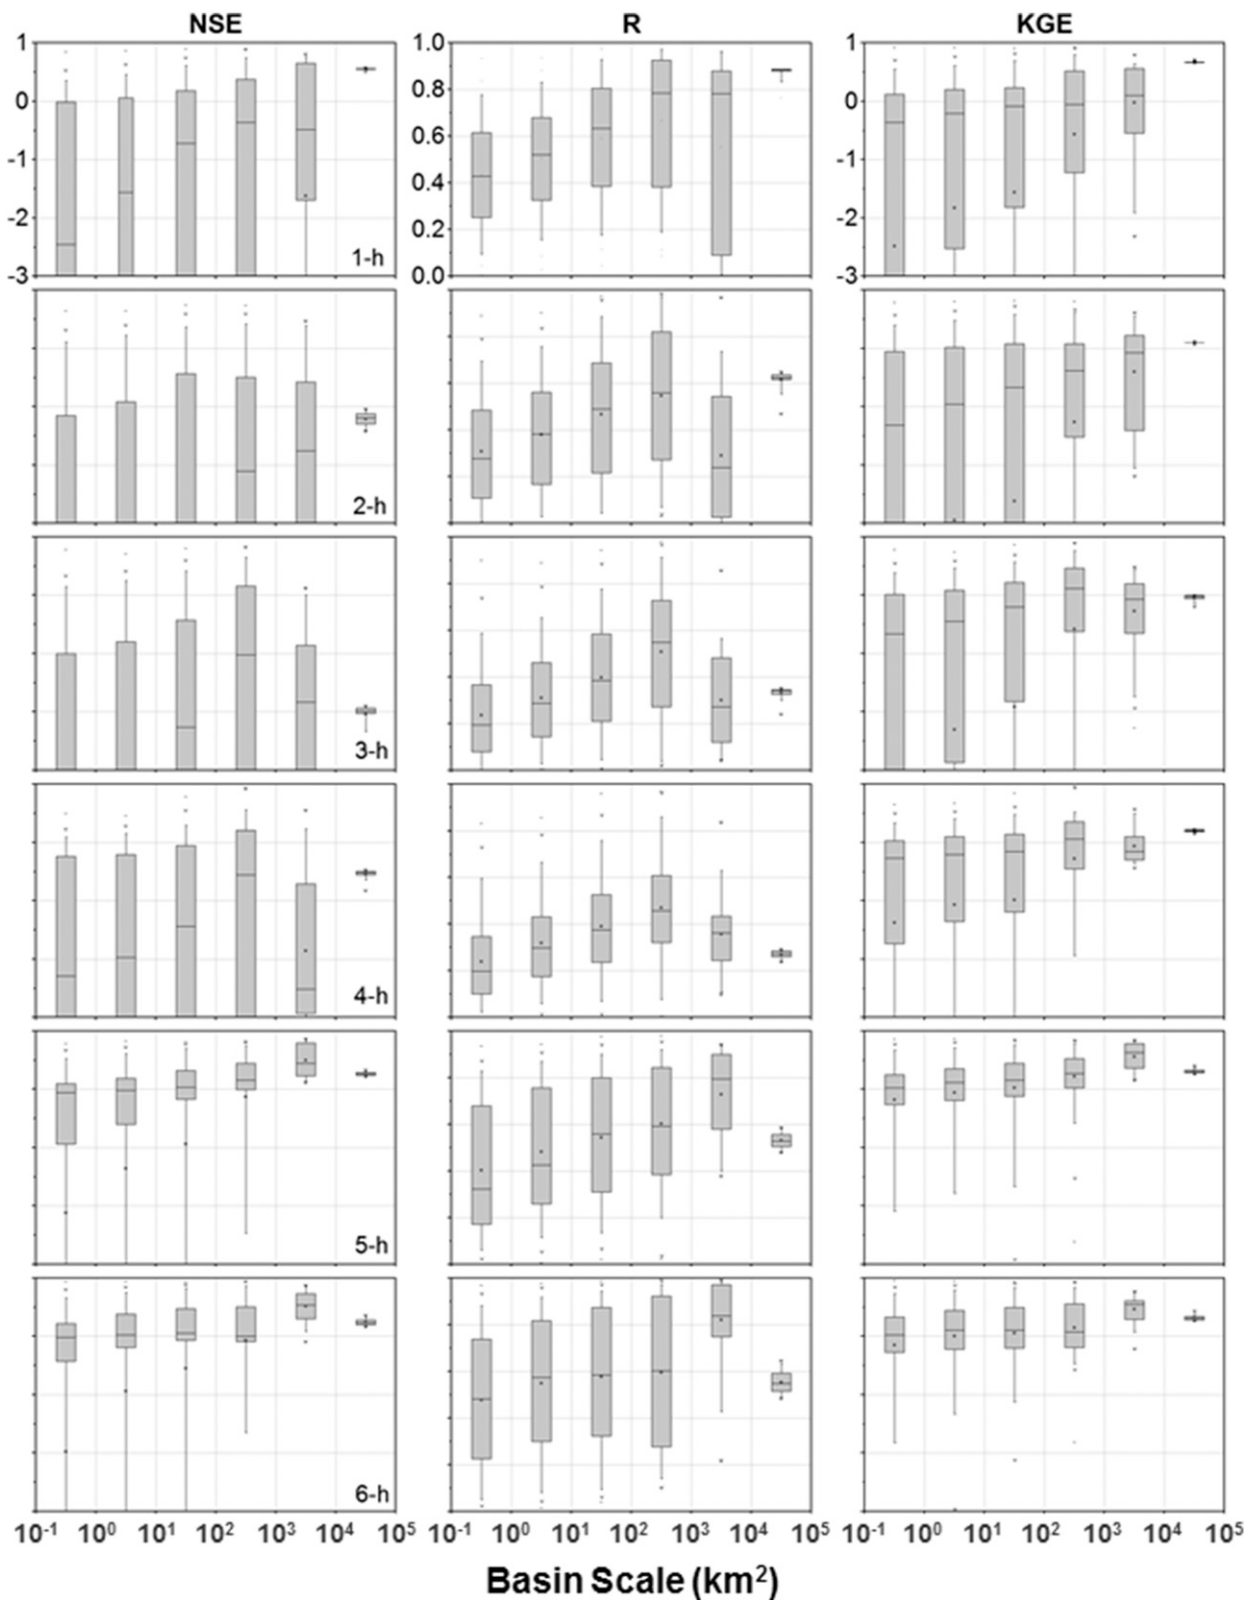 NSE R KGE
1 1.0 1
0 0.8 0
-1 0.6 -1
0.4
-2 0.2 -2
-3 0.0 -3
1-h
2-h
3-h
4-h
5-h
6-h
10⁻¹ 10⁰ 10¹ 10² 10³ 10⁴ 10⁵ 10⁻¹ 10⁰ 10¹ 10² 10³ 10⁴ 10⁵ 10⁻¹ 10⁰ 10¹ 10² 10³ 10⁴ 10⁵
Basin Scale (km²)